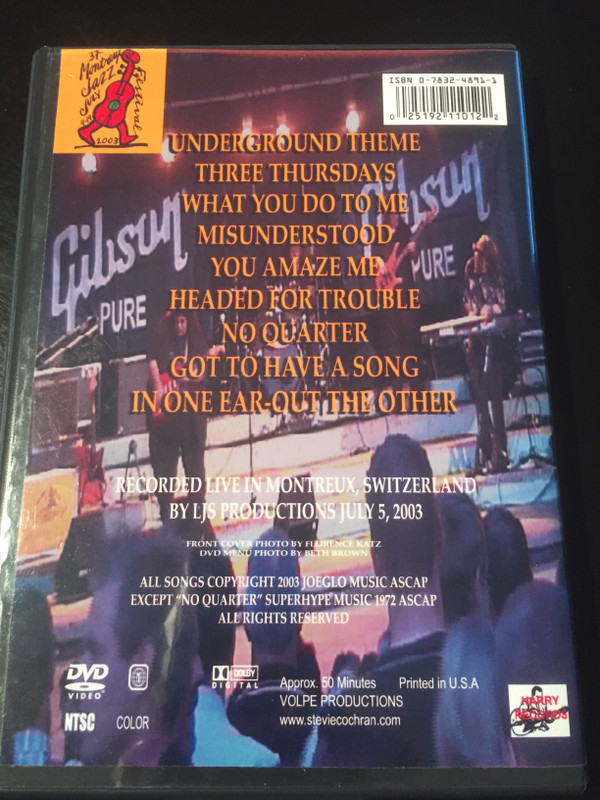 37.
Montreux
Jazz
Festival
July
2003
ISBN 0-7832-4891-1
0 25192 11012 2
UNDERGROUND THEME
THREE THURSDAYS
WHAT YOU DO TO ME
MISUNDERSTOOD
YOU AMAZE ME
HEADED FOR TROUBLE
NO QUARTER
GOT TO HAVE A SONG
IN ONE EAR-OUT THE OTHER
Gibson
PURE
Gibson
PURE
RECORDED LIVE IN MONTREUX, SWITZERLAND
BY LJS PRODUCTIONS JULY 5, 2003
FRONT COVER PHOTO BY FLORENCE KATZ
DVD MENU PHOTO BY BETH BROWN
ALL SONGS COPYRIGHT 2003 JOEGLO MUSIC ASCAP
EXCEPT "NO QUARTER" SUPERHYPE MUSIC 1972 ASCAP
ALL RIGHTS RESERVED
DVD
VIDEO
DOLBY
DIGITAL
Approx. 50 Minutes Printed in U.S.A
VOLPE PRODUCTIONS
NTSC COLOR
www.steviecochran.com
HARRY
RECORDS